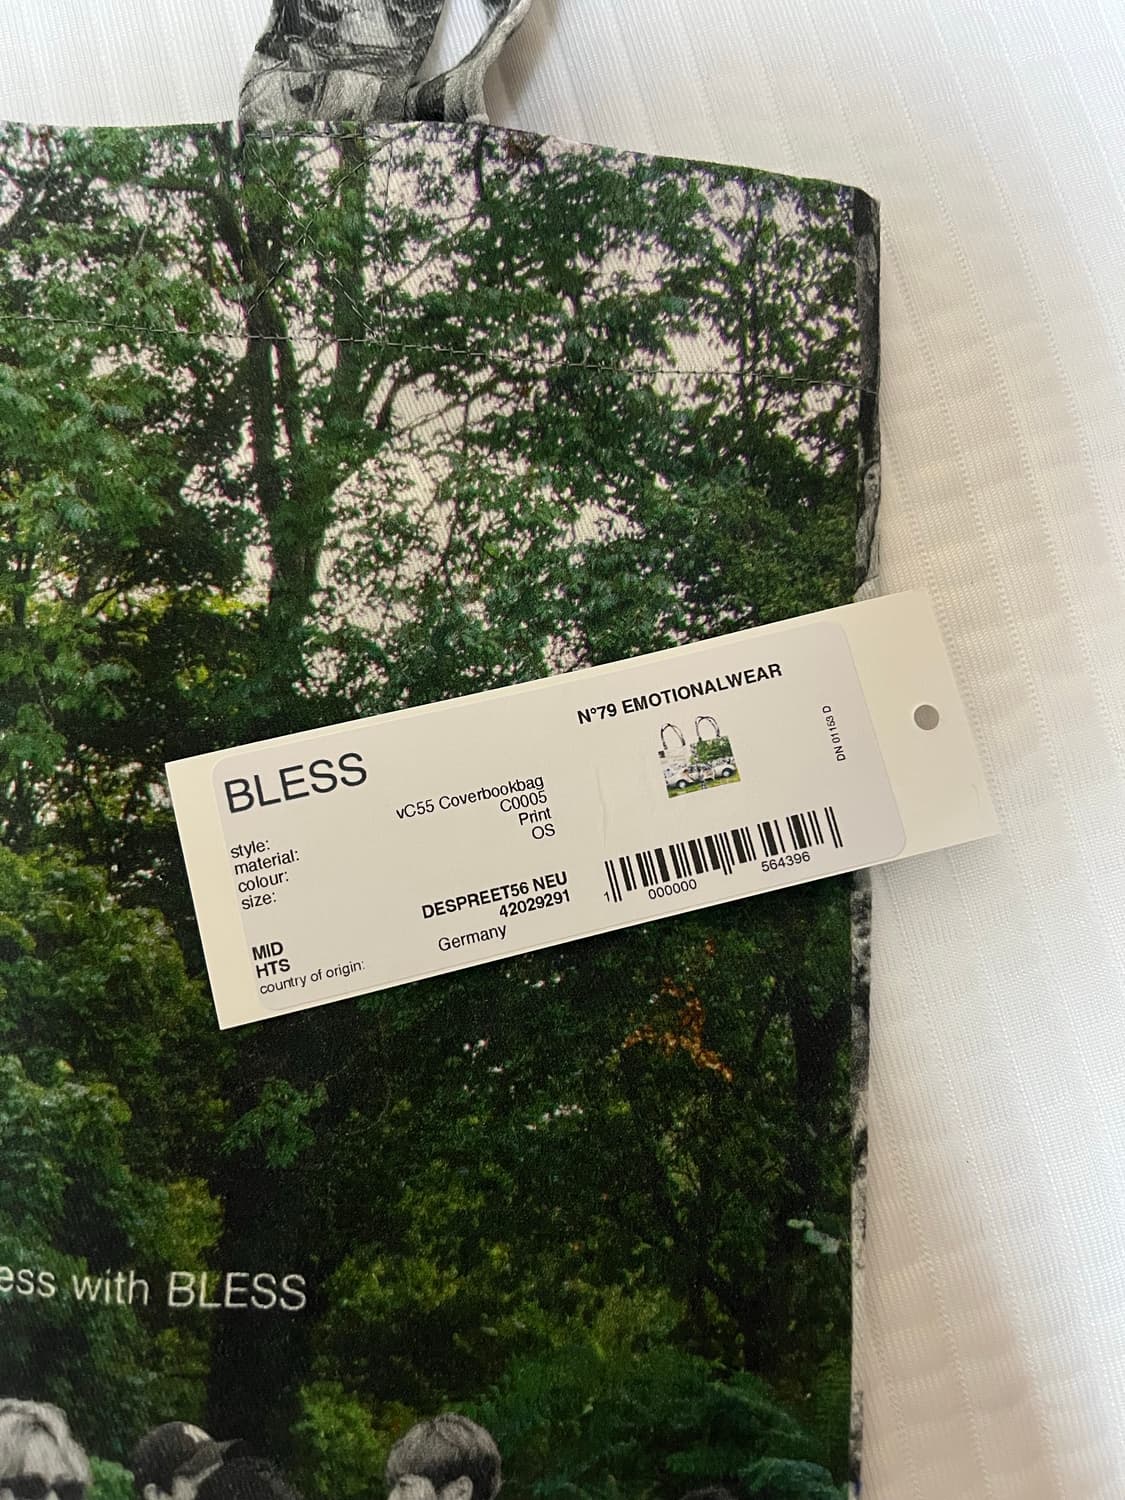 N°79 EMOTIONALWEAR
BLESS
style: vC55 Coverbookbag
material: C0005
colour: Print
size: OS
MID DESPREET56 NEU
HTS 42029291
country of origin: Germany
1 000000 564396
DN 01153 D
ess with BLESS